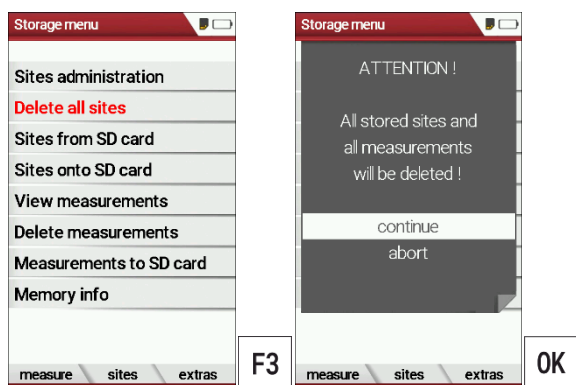 Storage menu
Sites administration
Delete all sites
Sites from SD card
Sites onto SD card
View measurements
Delete measurements
Measurements to SD card
Memory info
measure sites extras
F3
Storage menu
ATTENTION !
All stored sites and
all measurements
will be deleted !
continue
abort
measure sites extras
OK